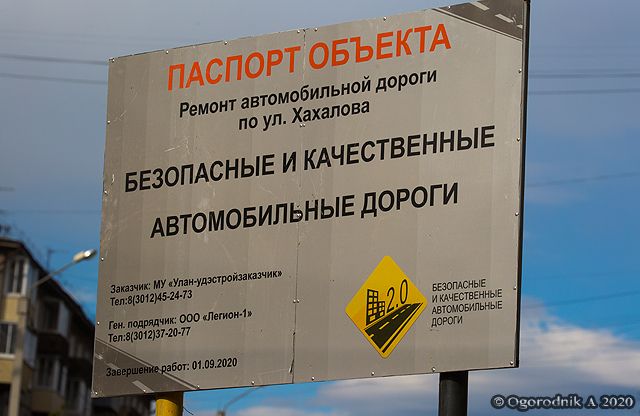 ПАСПОРТ ОБЪЕКТА
Ремонт автомобильной дороги
по ул. Хахалова
БЕЗОПАСНЫЕ И КАЧЕСТВЕННЫЕ
АВТОМОБИЛЬНЫЕ ДОРОГИ
Заказчик: МУ «Улан-удэстройзаказчик»
Тел:8(3012)45-24-73
Ген. подрядчик: ООО «Легион-1»
Тел:8(3012)37-20-77
Завершение работ: 01.09.2020
2.0
БЕЗОПАСНЫЕ
И КАЧЕСТВЕННЫЕ
АВТОМОБИЛЬНЫЕ
ДОРОГИ
© Ogorodnik A 2020